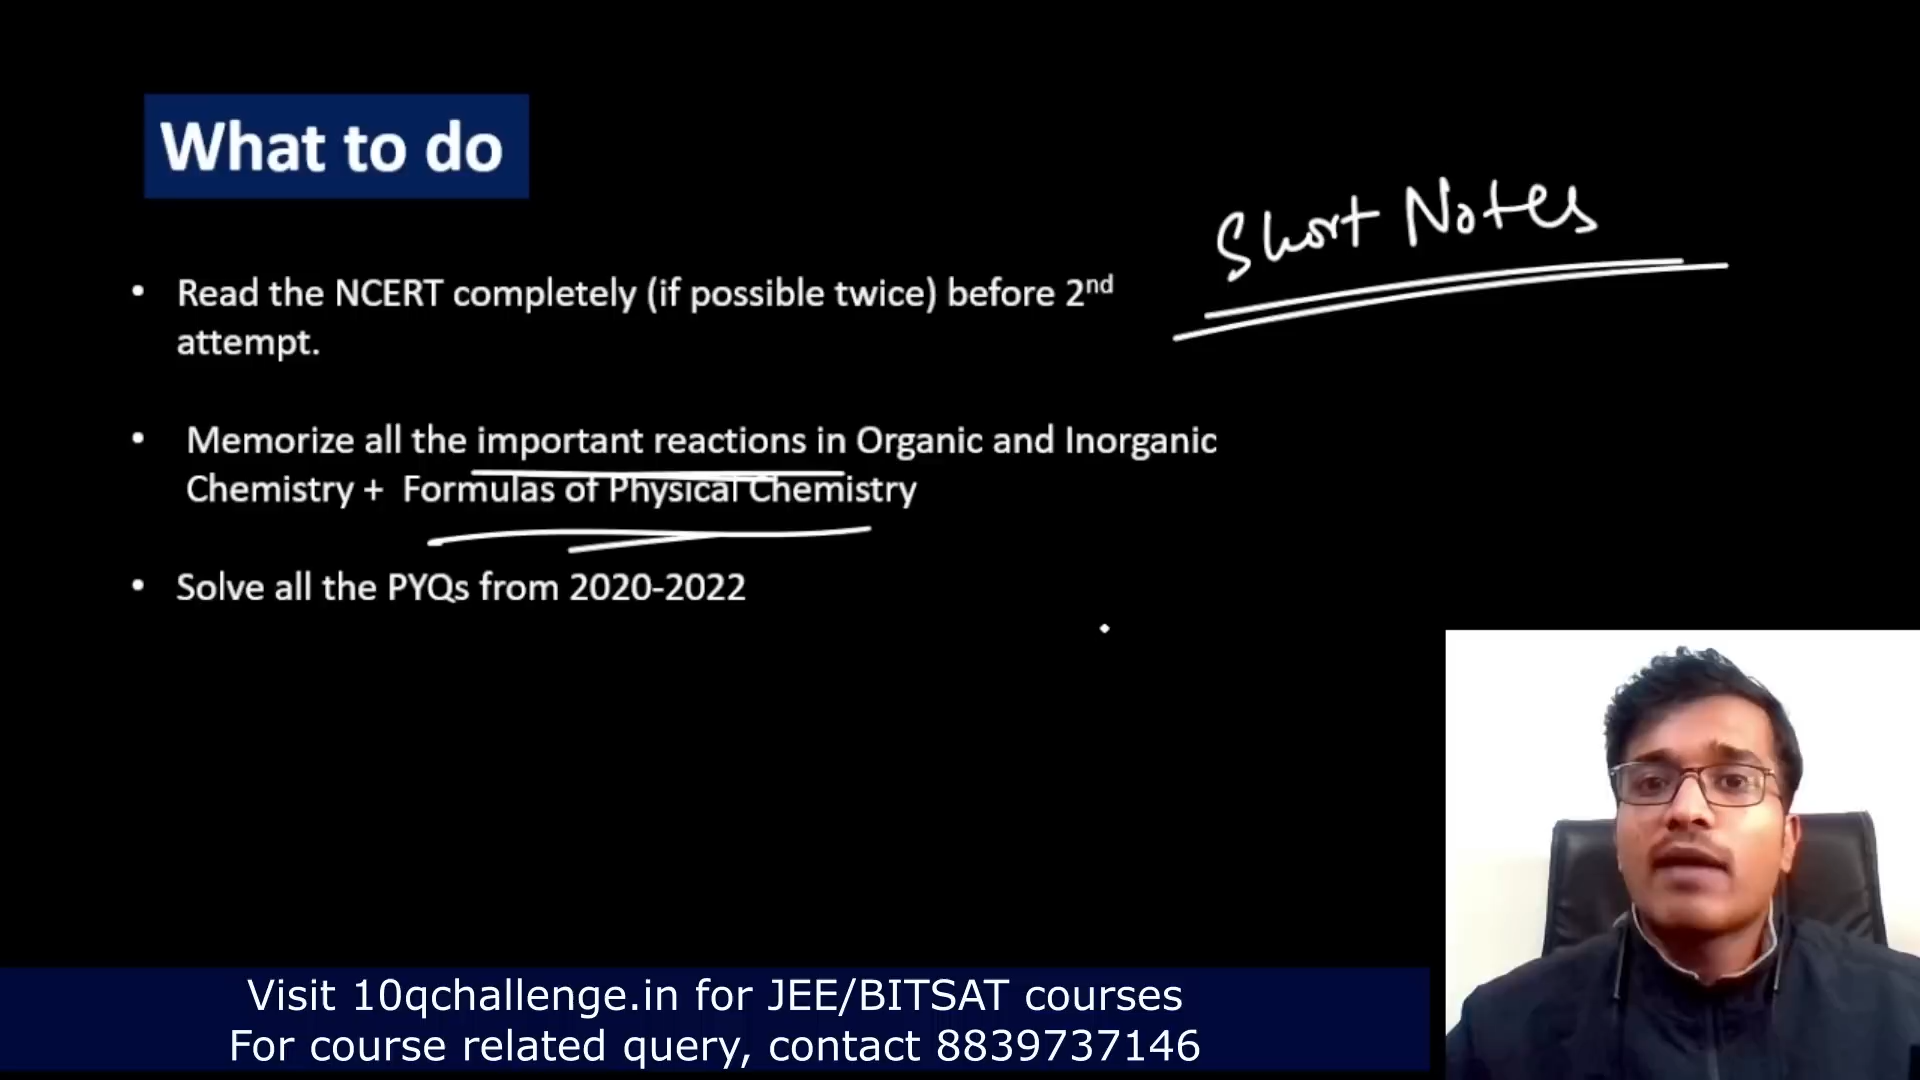 What to do
Short Notes
• Read the NCERT completely (if possible twice) before 2nd
attempt.
• Memorize all the important reactions in Organic and Inorganic
Chemistry + Formulas of Physical Chemistry
• Solve all the PYQs from 2020-2022
Visit 10qchallenge.in for JEE/BITSAT courses
For course related query, contact 8839737146